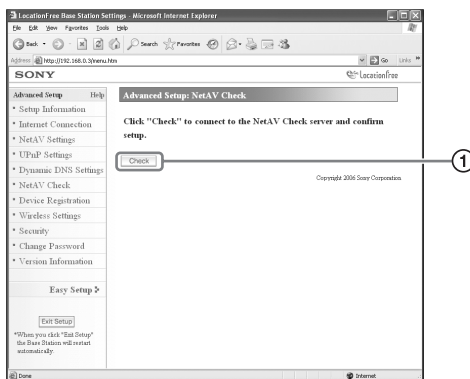 LocationFree Base Station Settings - Microsoft Internet Explorer
File Edit View Favorites Tools Help
Back Search Favorites
Address http://192.168.0.3/menu.htm Go Links »
SONY LocationFree
Advanced Setup Help
• Setup Information
• Internet Connection
• NetAV Settings
• UPnP Settings
• Dynamic DNS Settings
• NetAV Check
• Device Registration
• Wireless Settings
• Security
• Change Password
• Version Information
Easy Setup
Exit Setup
*When you click "Exit Setup"
the Base Station will restart
automatically.
Advanced Setup: NetAV Check
Click "Check" to connect to the NetAV Check server and confirm
setup.
Check
1
Copyright 2006 Sony Corporation
Done Internet